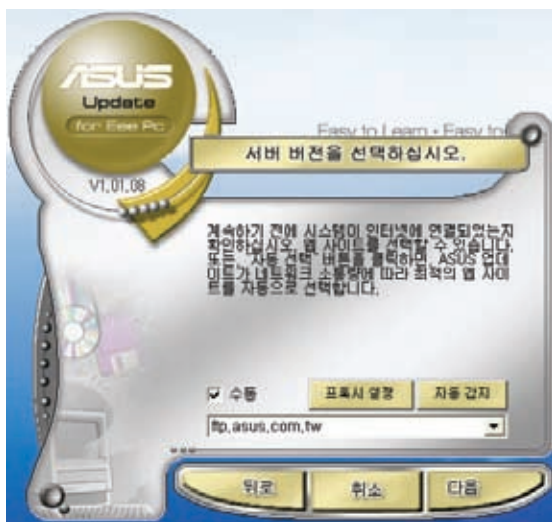 ASUS
Update
for Eee Pc
Easy to Learn • Easy to
V1.01.08
서버 버전을 선택하십시오.
계속하기 전에 시스템이 인터넷에 연결되었는지
확인하십시오. 웹 사이트를 선택할 수 있습니다.
또는 '자동 선택' 버튼을 클릭하면, ASUS 업데
이트가 네트워크 소통량에 따라 최적의 웹 사이
트를 자동으로 선택합니다.
수동
프록시 설정
자동 감지
ftp.asus.com.tw
뒤로
취소
다음